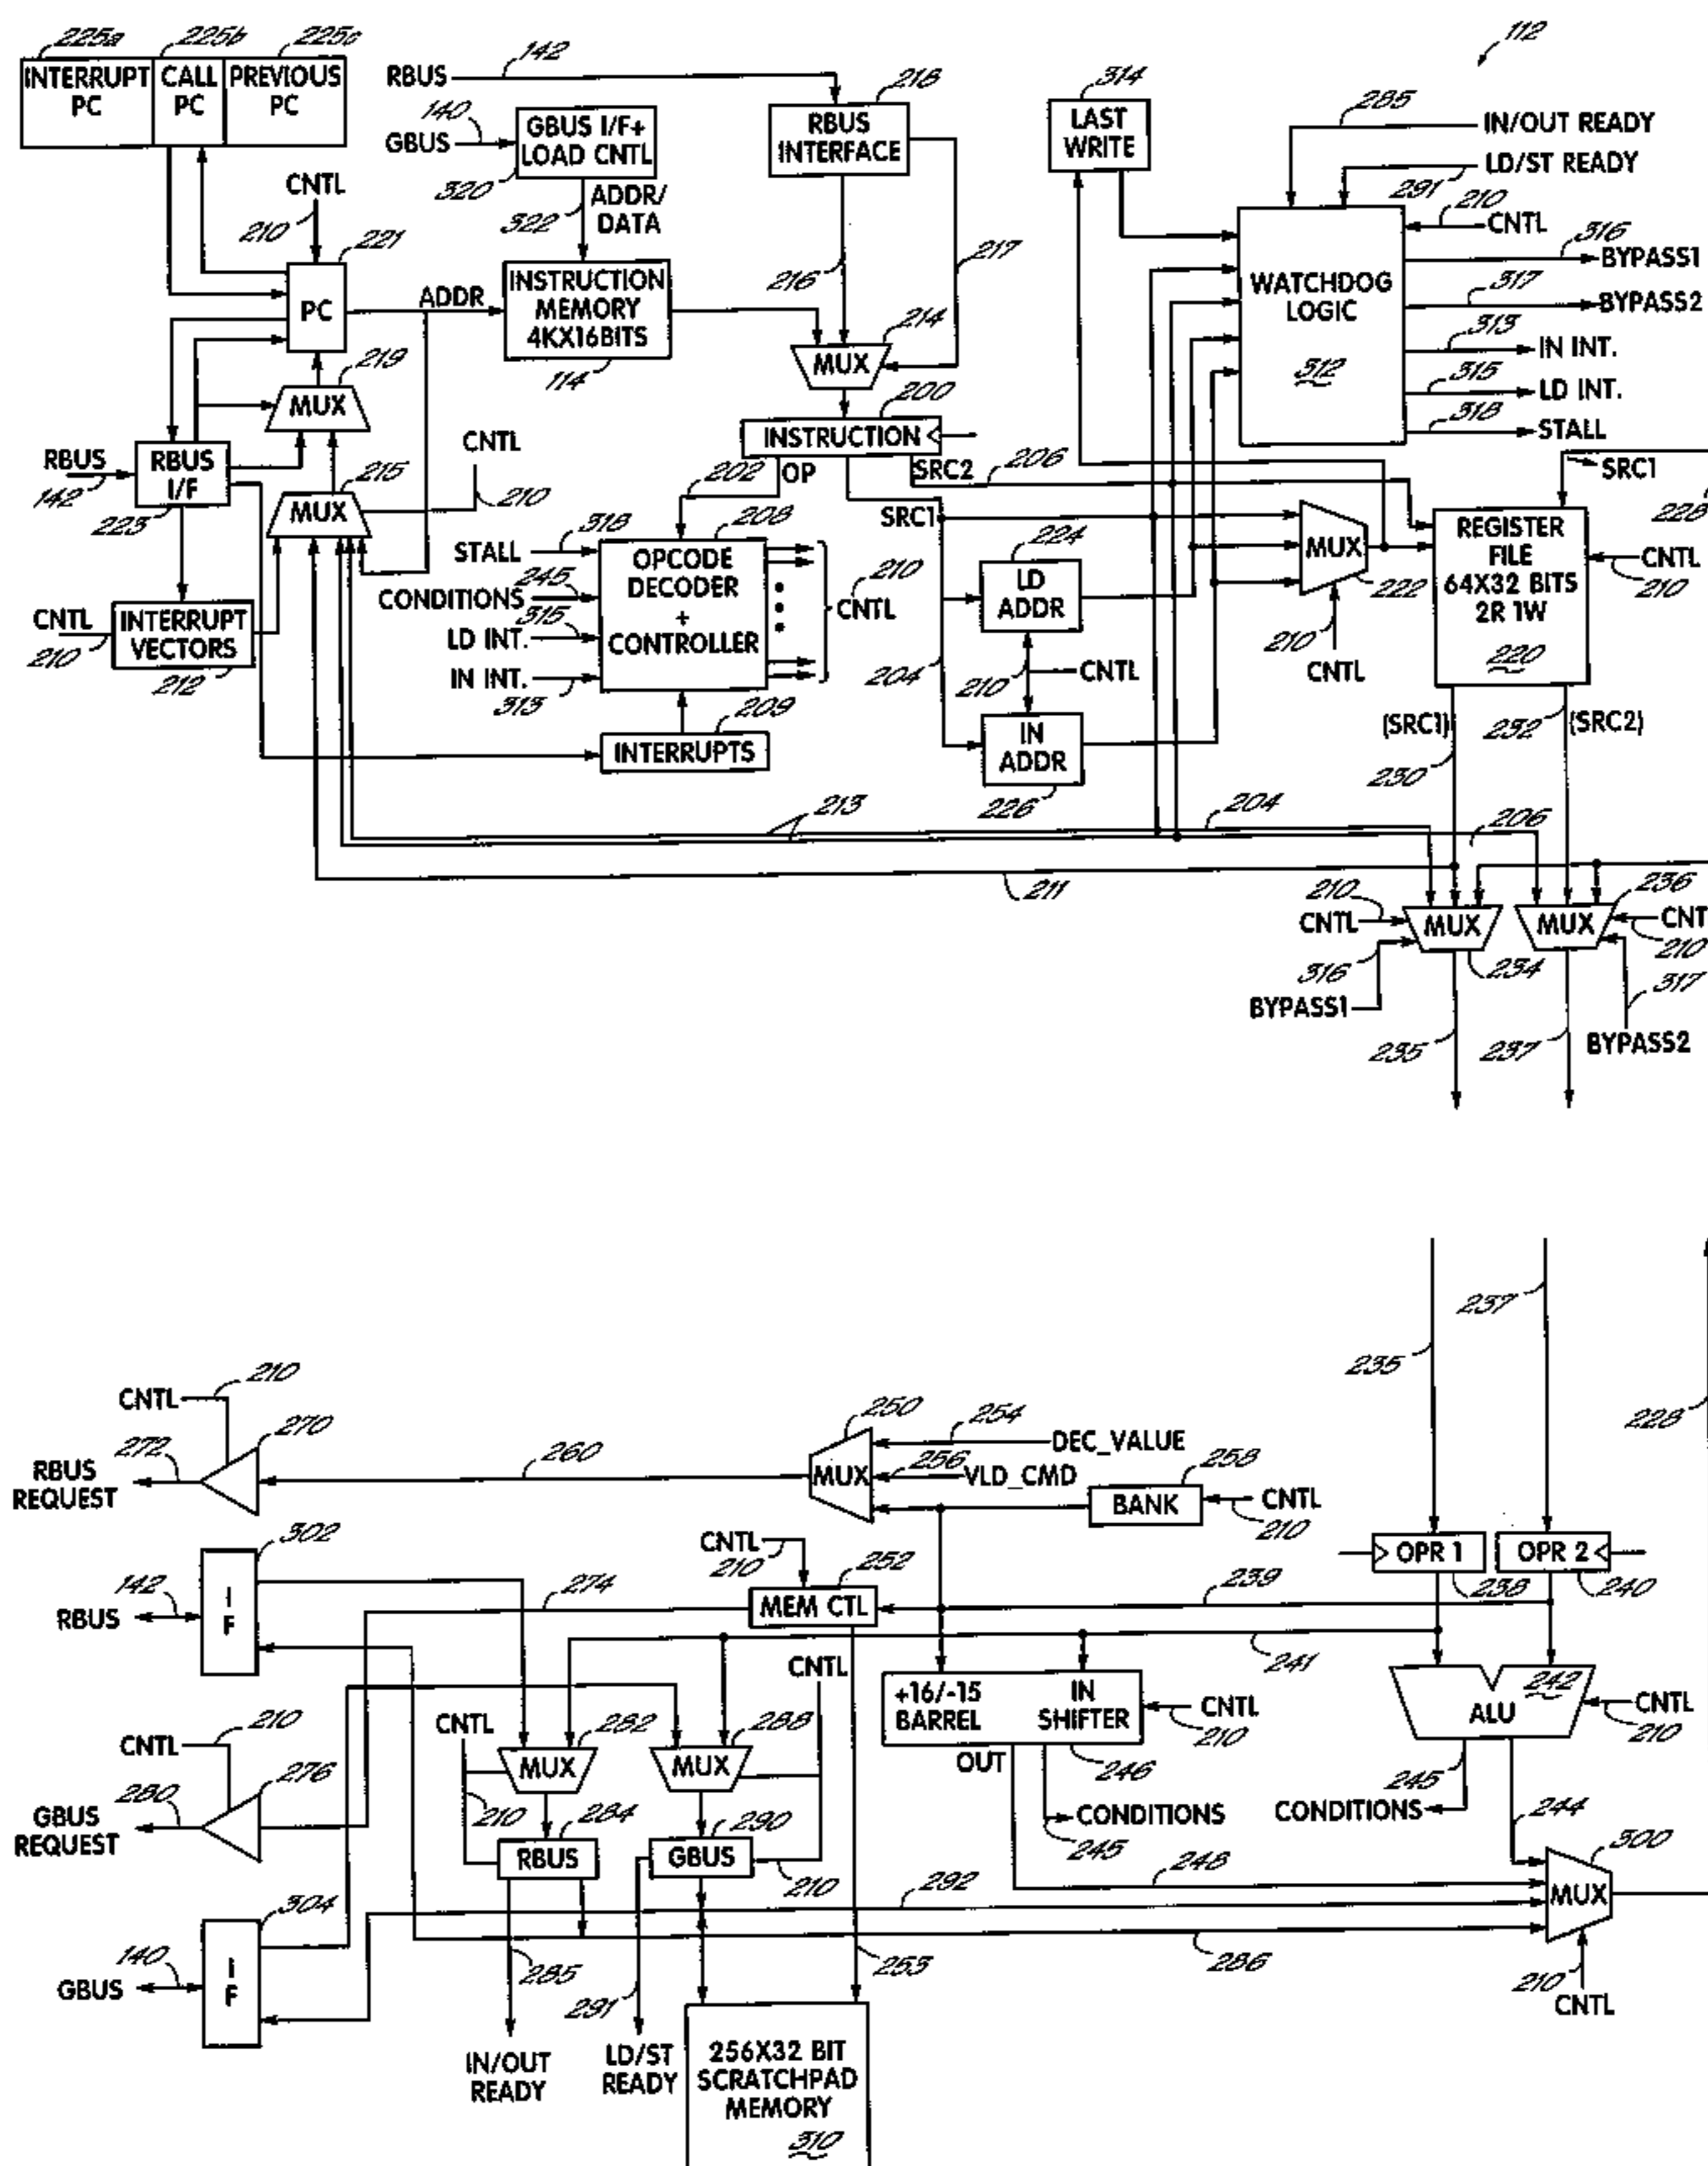 225a
225b
225c
INTERRUPT PC
CALL PC
PREVIOUS PC
RBUS
142
140
GBUS
GBUS I/F+
LOAD CNTL
320
322
ADDR/
DATA
218
RBUS
INTERFACE
216
217
314
LAST
WRITE
112
285
IN/OUT READY
LD/ST READY
291
210
CNTL
316
BYPASS1
317
BYPASS2
313
IN INT.
315
LD INT.
318
STALL
WATCHDOG
LOGIC
312
CNTL
210
221
PC
ADDR
INSTRUCTION
MEMORY
4KX16BITS
114
214
MUX
200
INSTRUCTION
219
MUX
RBUS
142
RBUS
I/F
223
215
MUX
CNTL
210
202
OP
SRC2
206
SRC1
SRC1
228
CNTL
210
INTERRUPT
VECTORS
212
STALL
318
CONDITIONS
245
LD INT.
315
IN INT.
313
208
OPCODE
DECODER
+
CONTROLLER
210
CNTL
209
INTERRUPTS
224
LD
ADDR
204
210
CNTL
IN
ADDR
226
MUX
222
210
CNTL
REGISTER
FILE
64X32 BITS
2R 1W
220
CNTL
210
(SRC1)
232
(SRC2)
230
213
204
206
211
210
CNTL
316
BYPASS1
MUX
234
MUX
236
CNT
210
317
BYPASS2
235
237
237
235
228
CNTL
210
270
272
RBUS
REQUEST
260
250
MUX
254
DEC_VALUE
256
VLD_CMD
258
BANK
CNTL
210
302
142
RBUS
I
F
274
CNTL
210
252
MEM CTL
239
OPR 1
238
OPR 2
240
241
CNTL
+16/-15
BARREL
IN
SHIFTER
CNTL
210
OUT
246
242
ALU
CNTL
210
CNTL
210
276
280
GBUS
REQUEST
CNTL
282
MUX
288
MUX
210
284
RBUS
290
GBUS
210
CONDITIONS
245
CONDITIONS
245
244
248
292
300
MUX
304
140
GBUS
I
F
285
291
253
286
210
CNTL
IN/OUT
READY
LD/ST
READY
256X32 BIT
SCRATCHPAD
MEMORY
310